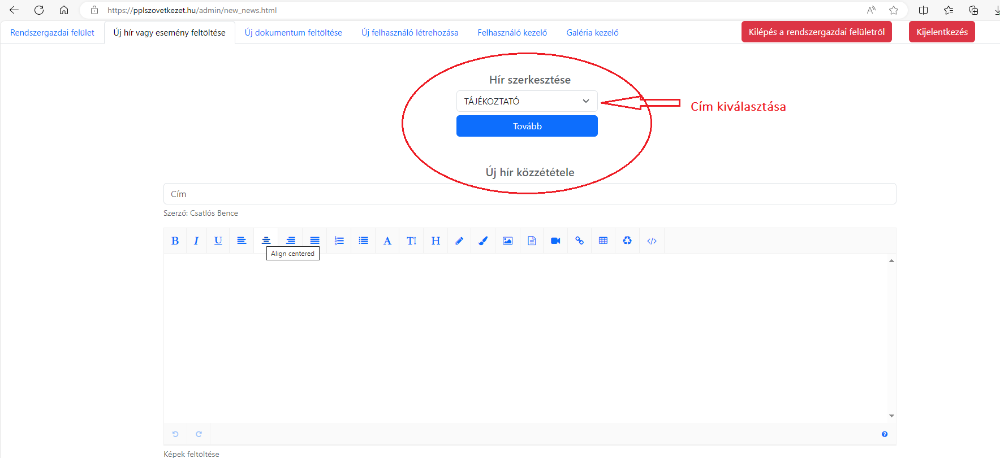 https://pplszovetkezet.hu/admin/new_news.html
Rendszergazdai felület Új hír vagy esemény feltöltése Új dokumentum feltöltése Új felhasználó létrehozása Felhasználó kezelő Galéria kezelő Kilépés a rendszergazdai felületről Kijelentkezés
Hír szerkesztése
TÁJÉKOZTATÓ
Cím kiválasztása
Tovább
Új hír közzététele
Cím
Szerző: Csatlós Bence
Align centered
Képek feltöltése